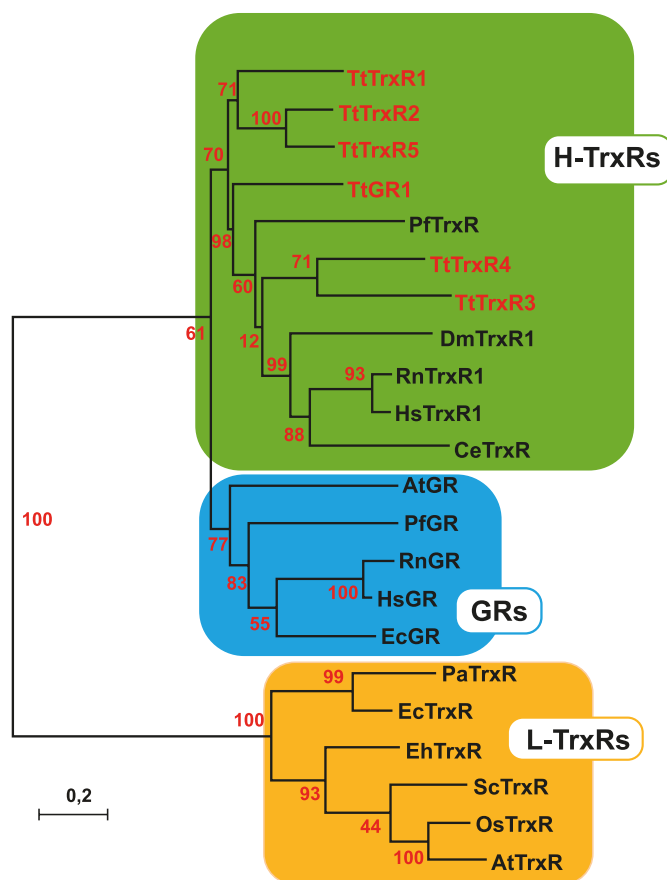 TtTrxR1
71
TtTrxR2
100
TtTrxR5
H-TrxRs
70
TtGR1
PfTrxR
98
TtTrxR4
71
60
TtTrxR3
61
12
DmTrxR1
99
93
RnTrxR1
HsTrxR1
88
CeTrxR
AtGR
100
PfGR
77
RnGR
83
100
HsGR
GRs
55
EcGR
PaTrxR
99
EcTrxR
100
L-TrxRs
EhTrxR
ScTrxR
93
0,2
44
OsTrxR
100
AtTrxR